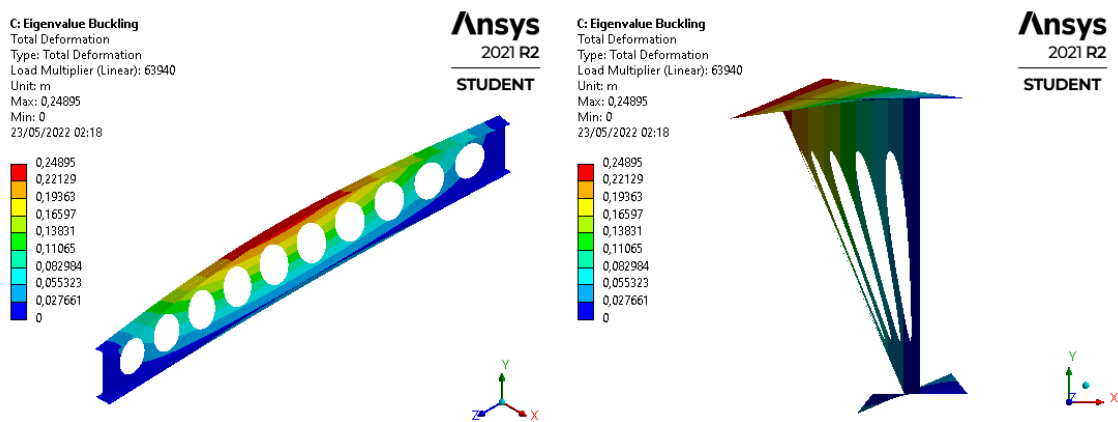 C: Eigenvalue Buckling
Total Deformation
Type: Total Deformation
Load Multiplier (Linear): 63940
Unit: m
Max: 0,24895
Min: 0
23/05/2022 02:18
0,24895
0,22129
0,19363
0,16597
0,13831
0,11065
0,082984
0,055323
0,027661
0
Ansys
2021 R2
STUDENT
Y
Z
X
C: Eigenvalue Buckling
Total Deformation
Type: Total Deformation
Load Multiplier (Linear): 63940
Unit: m
Max: 0,24895
Min: 0
23/05/2022 02:18
0,24895
0,22129
0,19363
0,16597
0,13831
0,11065
0,082984
0,055323
0,027661
0
Ansys
2021 R2
STUDENT
Y
Z
X